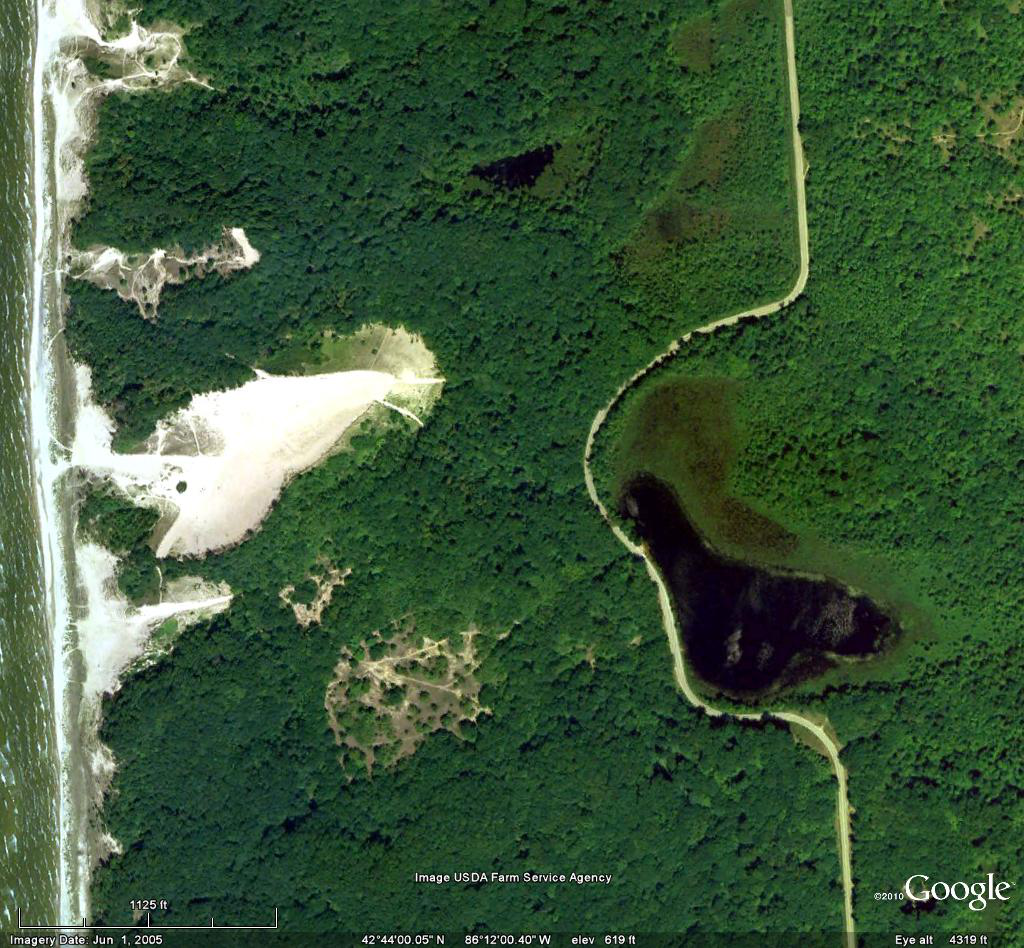 Image USDA Farm Service Agency
1125 ft
©2010 Google
Imagery Date: Jun 1, 2005 42°44'00.05" N 86°12'00.40" W elev 619 ft Eye alt 4319 ft